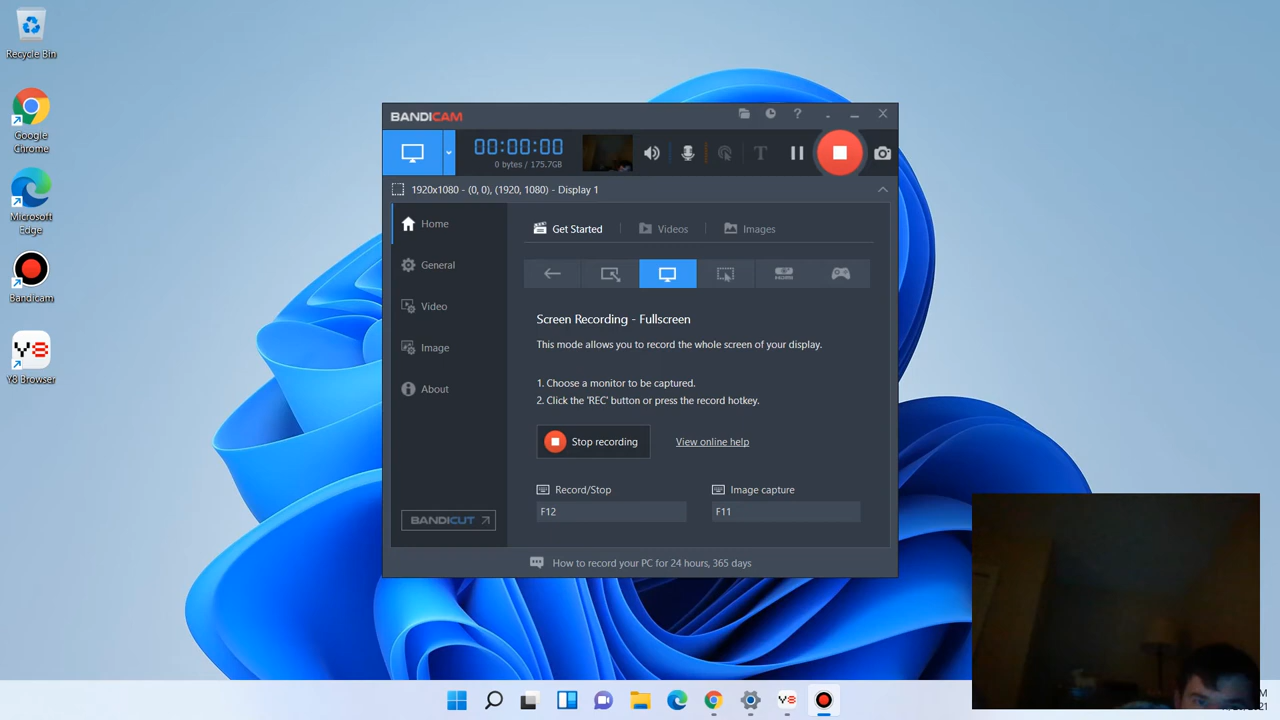 Recycle Bin
Google
Chrome
Microsoft
Edge
Bandicam
Y8
Y8 Browser
BANDICAM
?
00:00:00
0 bytes / 175.7GB
T
1920x1080 - (0, 0), (1920, 1080) - Display 1
Home
General
Video
Image
About
BANDICUT
Get Started
Videos
Images
Screen Recording - Fullscreen
This mode allows you to record the whole screen of your display.
1. Choose a monitor to be captured.
2. Click the 'REC' button or press the record hotkey.
Stop recording
View online help
Record/Stop
Image capture
F12
F11
How to record your PC for 24 hours, 365 days
Y8